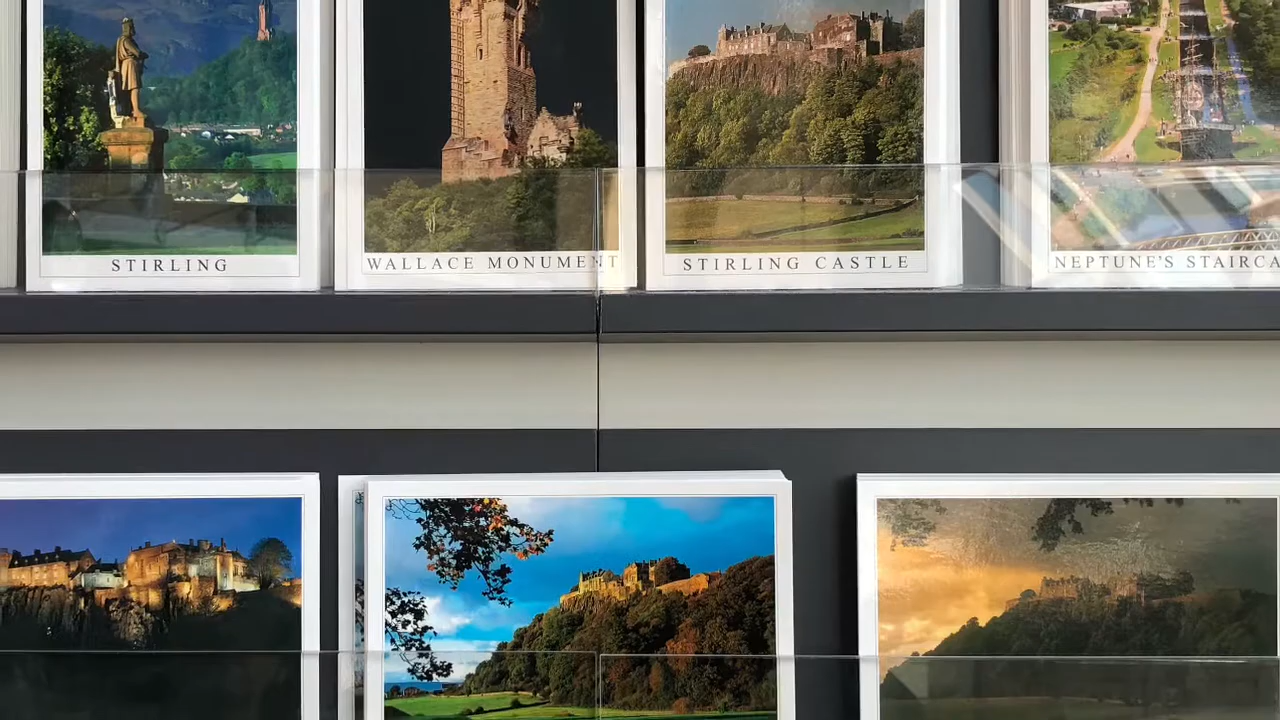 STIRLING
WALLACE MONUMENT
STIRLING CASTLE
NEPTUNE'S STAIRCA